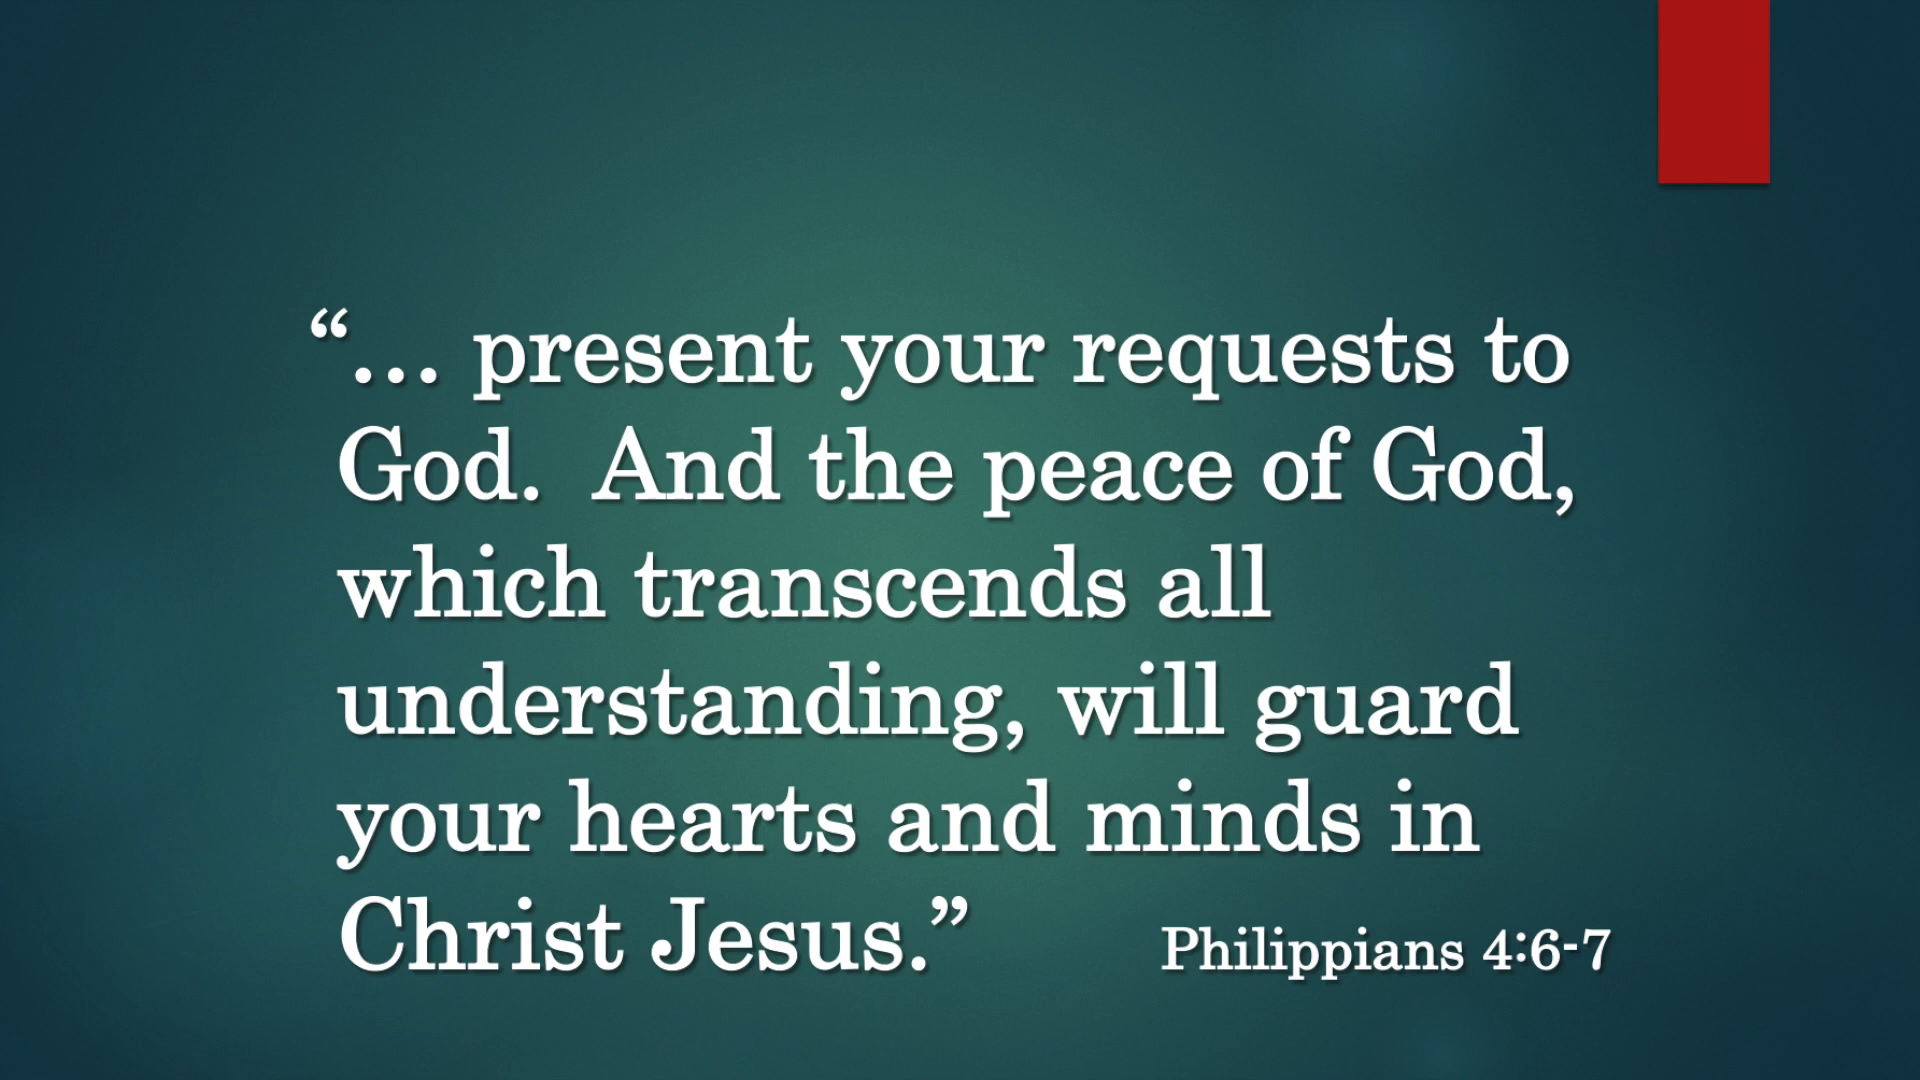 “… present your requests to
God.  And the peace of God,
which transcends all
understanding, will guard
your hearts and minds in
Christ Jesus.” Philippians 4:6-7